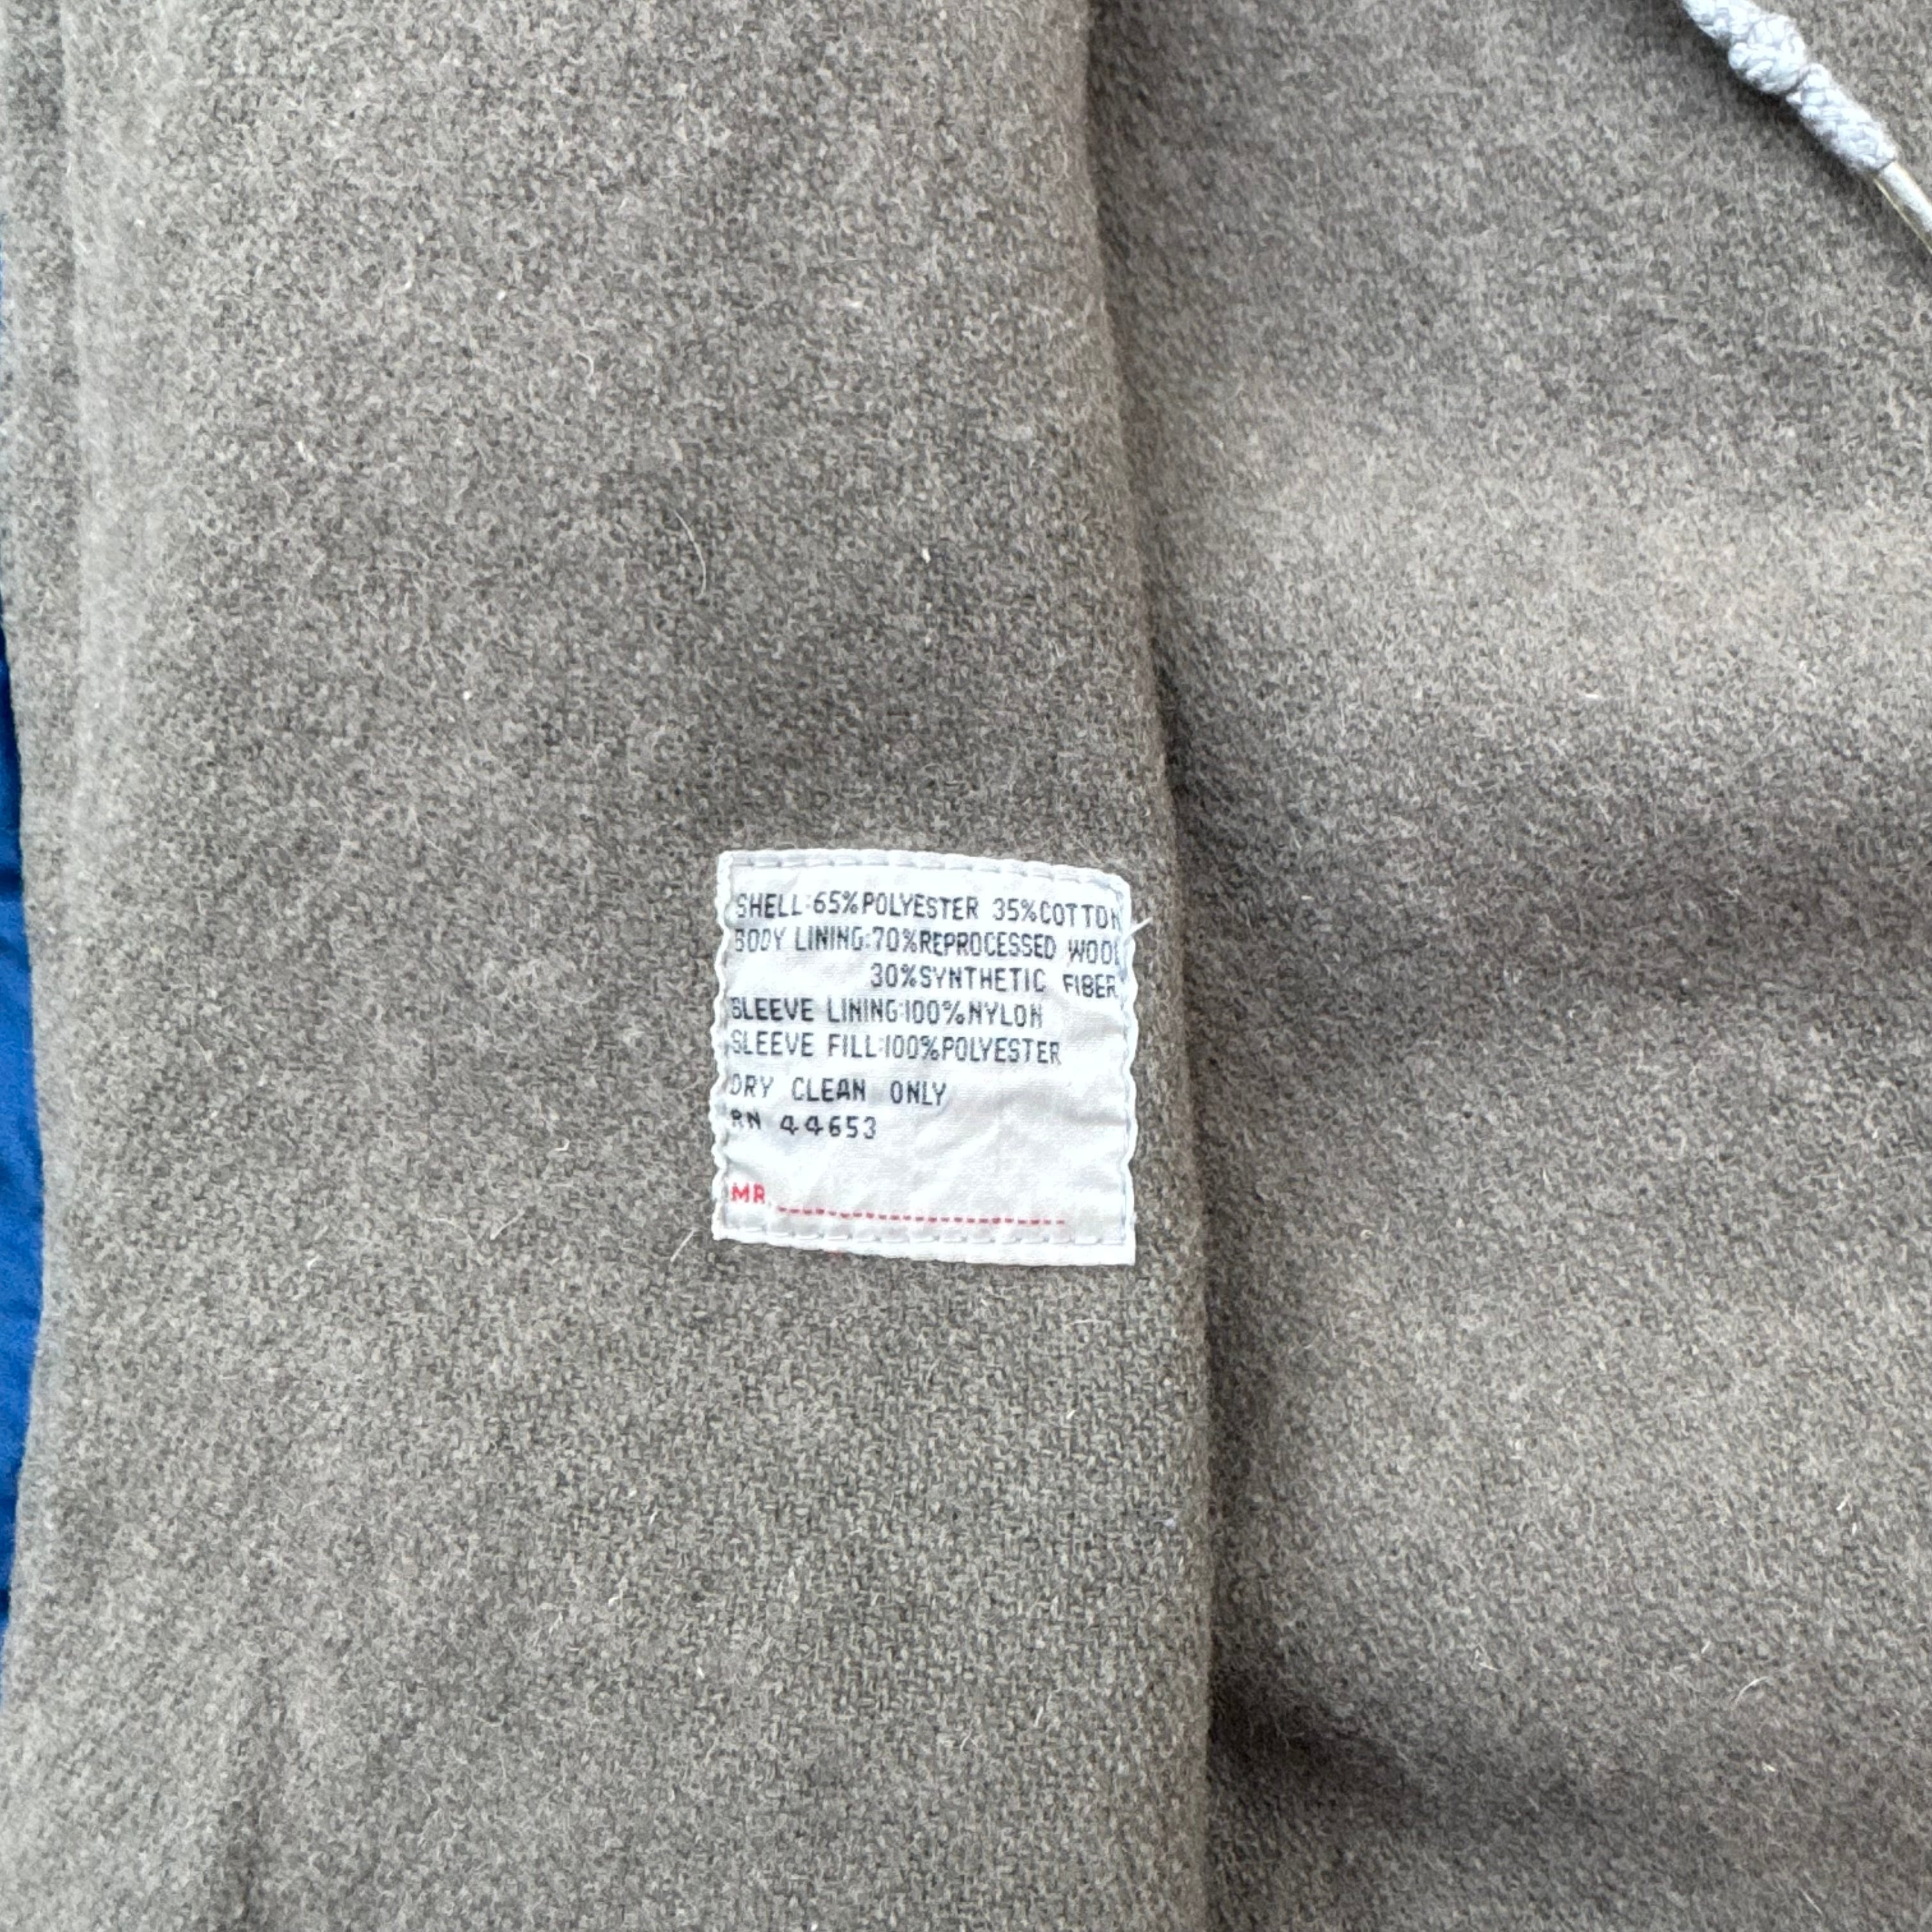 SHELL:65%POLYESTER 35%COTTON
BODY LINING:70%REPROCESSED WOOL
30%SYNTHETIC FIBER
SLEEVE LINING:100%NYLON
SLEEVE FILL:100%POLYESTER
DRY CLEAN ONLY
RN 44653
MR.